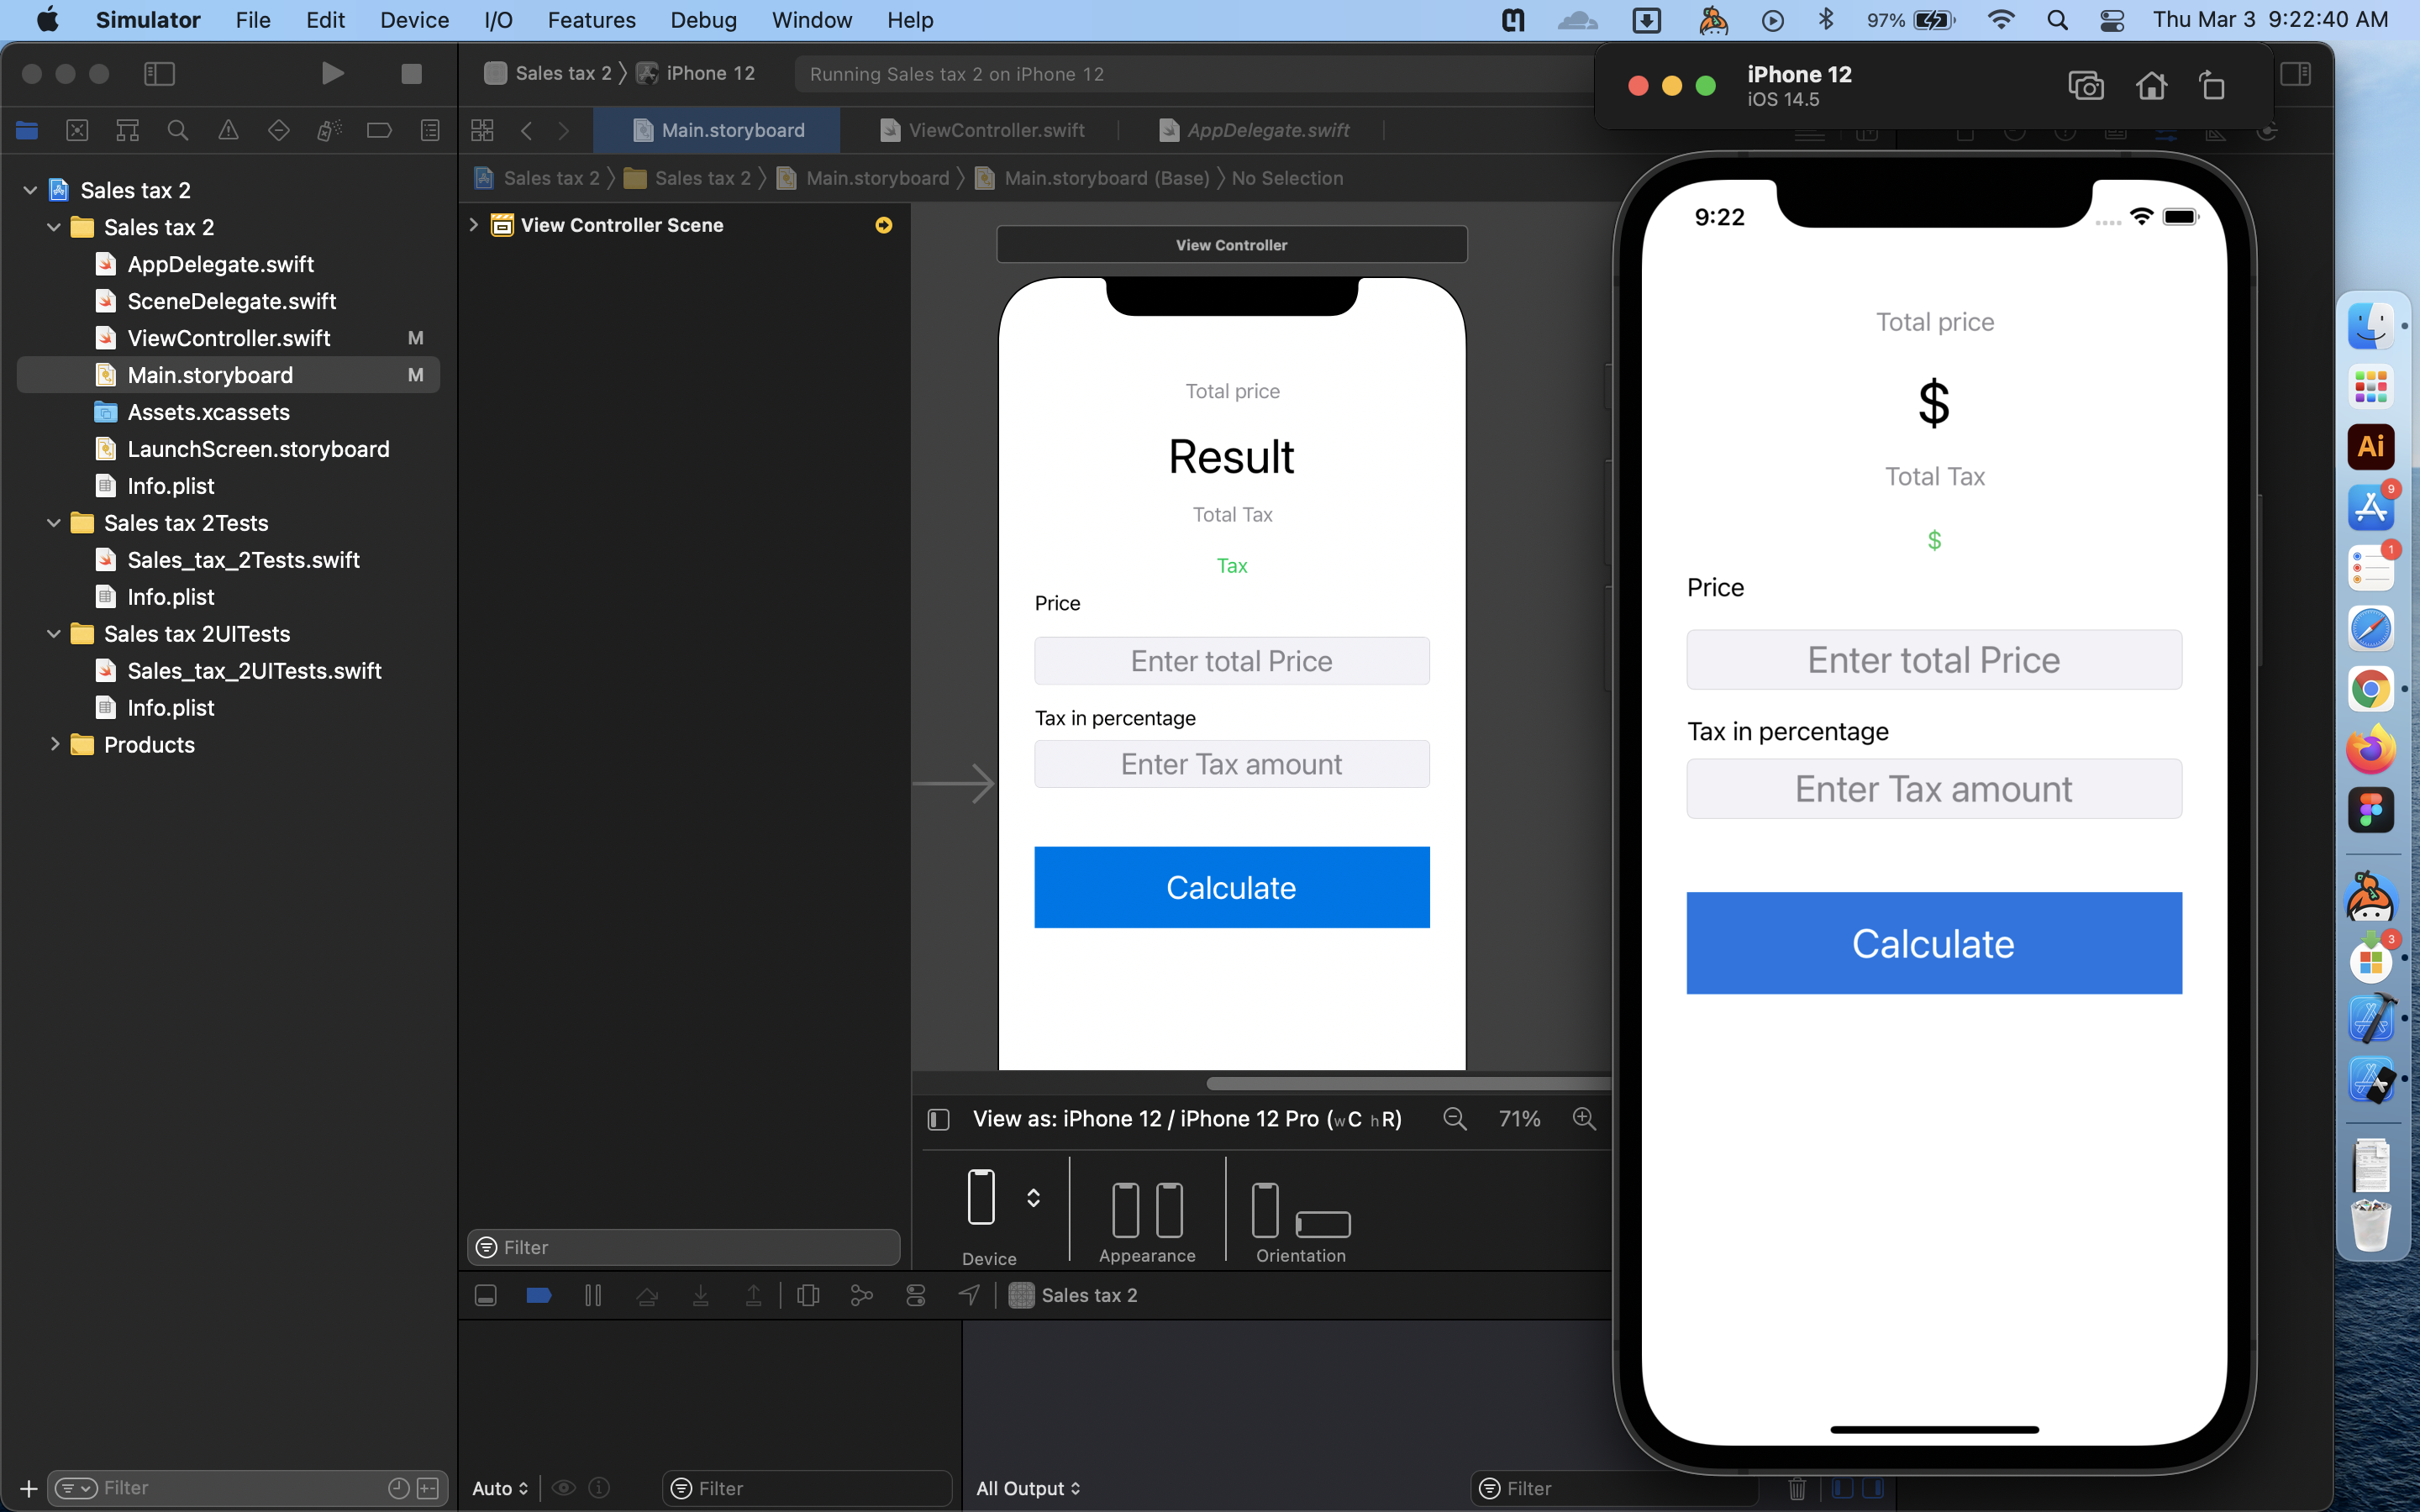 Simulator File Edit Device I/O Features Debug Window Help 97% Thu Mar 3 9:22:40 AM
Sales tax 2 iPhone 12 Running Sales tax 2 on iPhone 12
iPhone 12
iOS 14.5
Main.storyboard ViewController.swift AppDelegate.swift
Sales tax 2 Sales tax 2 Main.storyboard Main.storyboard (Base) No Selection
Sales tax 2
Sales tax 2
AppDelegate.swift
SceneDelegate.swift
ViewController.swift M
Main.storyboard M
Assets.xcassets
LaunchScreen.storyboard
Info.plist
Sales tax 2Tests
Sales_tax_2Tests.swift
Info.plist
Sales tax 2UITests
Sales_tax_2UITests.swift
Info.plist
Products
Filter
View Controller Scene
Filter
View Controller
Total price
Result
Total Tax
Tax
Price
Enter total Price
Tax in percentage
Enter Tax amount
Calculate
View as: iPhone 12 / iPhone 12 Pro (wC hR) 71%
Device Appearance Orientation
Sales tax 2
Auto Filter
All Output Filter
9:22
Total price
$
Total Tax
$
Price
Enter total Price
Tax in percentage
Enter Tax amount
Calculate
Ai
9
1
3